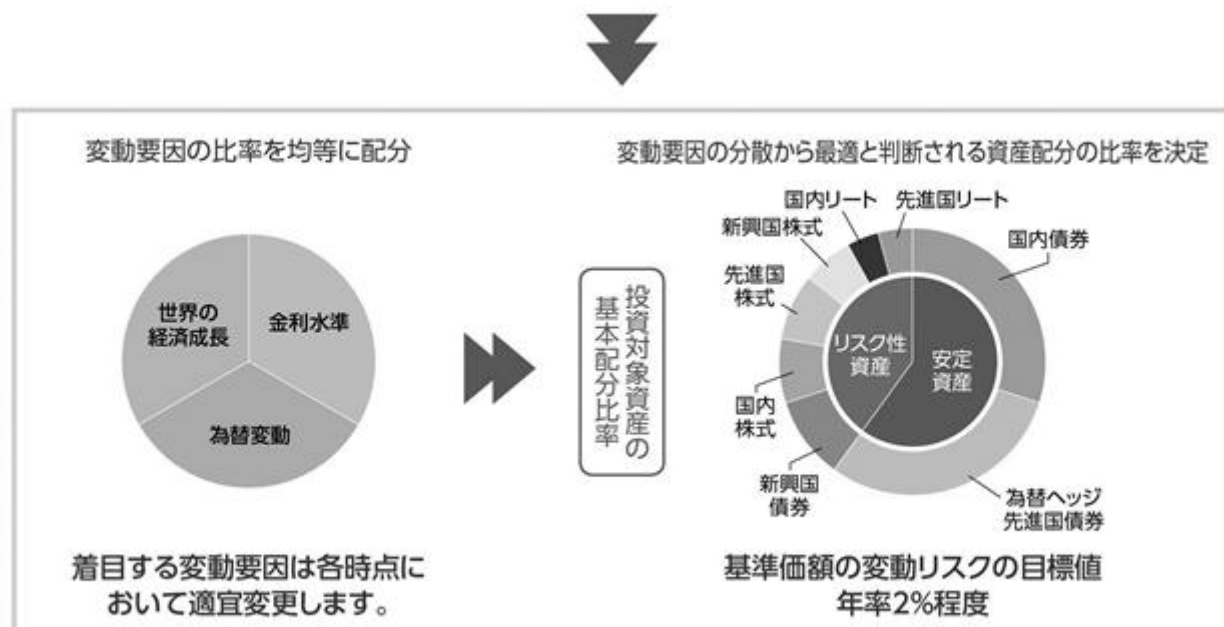 変動要因の比率を均等に配分
世界の
経済成長
金利水準
為替変動
着目する変動要因は各時点に
おいて適宜変更します。
投資対象資産の
基本配分比率
変動要因の分散から最適と判断される資産配分の比率を決定
国内リート
先進国リート
新興国株式
国内債券
先進国
株式
リスク性
資産
安定
資産
国内
株式
新興国
債券
為替ヘッジ
先進国債券
基準価額の変動リスクの目標値
年率2%程度